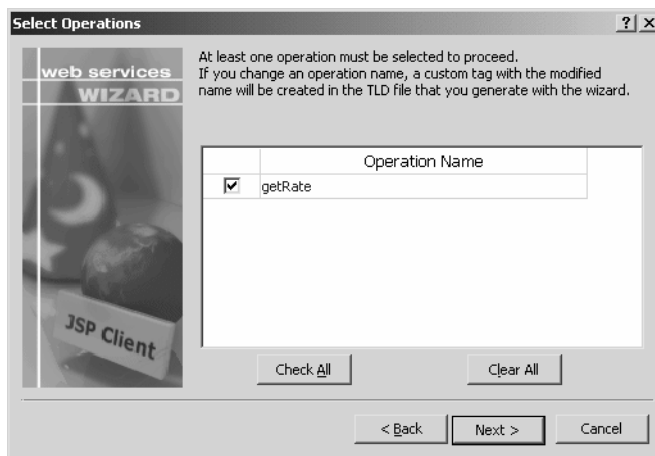 Select Operations
? X
web services
WIZARD
At least one operation must be selected to proceed.
If you change an operation name, a custom tag with the modified
name will be created in the TLD file that you generate with the wizard.
Operation Name
getRate
JSP Client
Check All
Clear All
< Back
Next >
Cancel